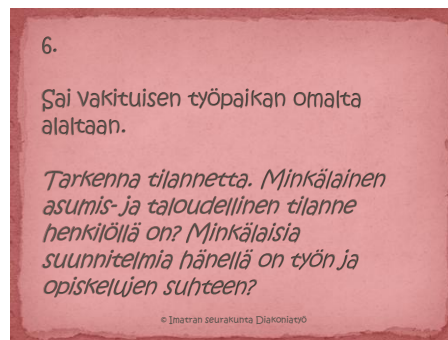 6.
Sai vakituisen työpaikan omalta
alaltaan.
Tarkenna tilannetta. Minkälainen
asumis- ja taloudellinen tilanne
henkilöllä on? Minkälaisia
suunnitelmia hänellä on työn ja
opiskelujen suhteen?
© Imatran seurakunta Diakoniatyö